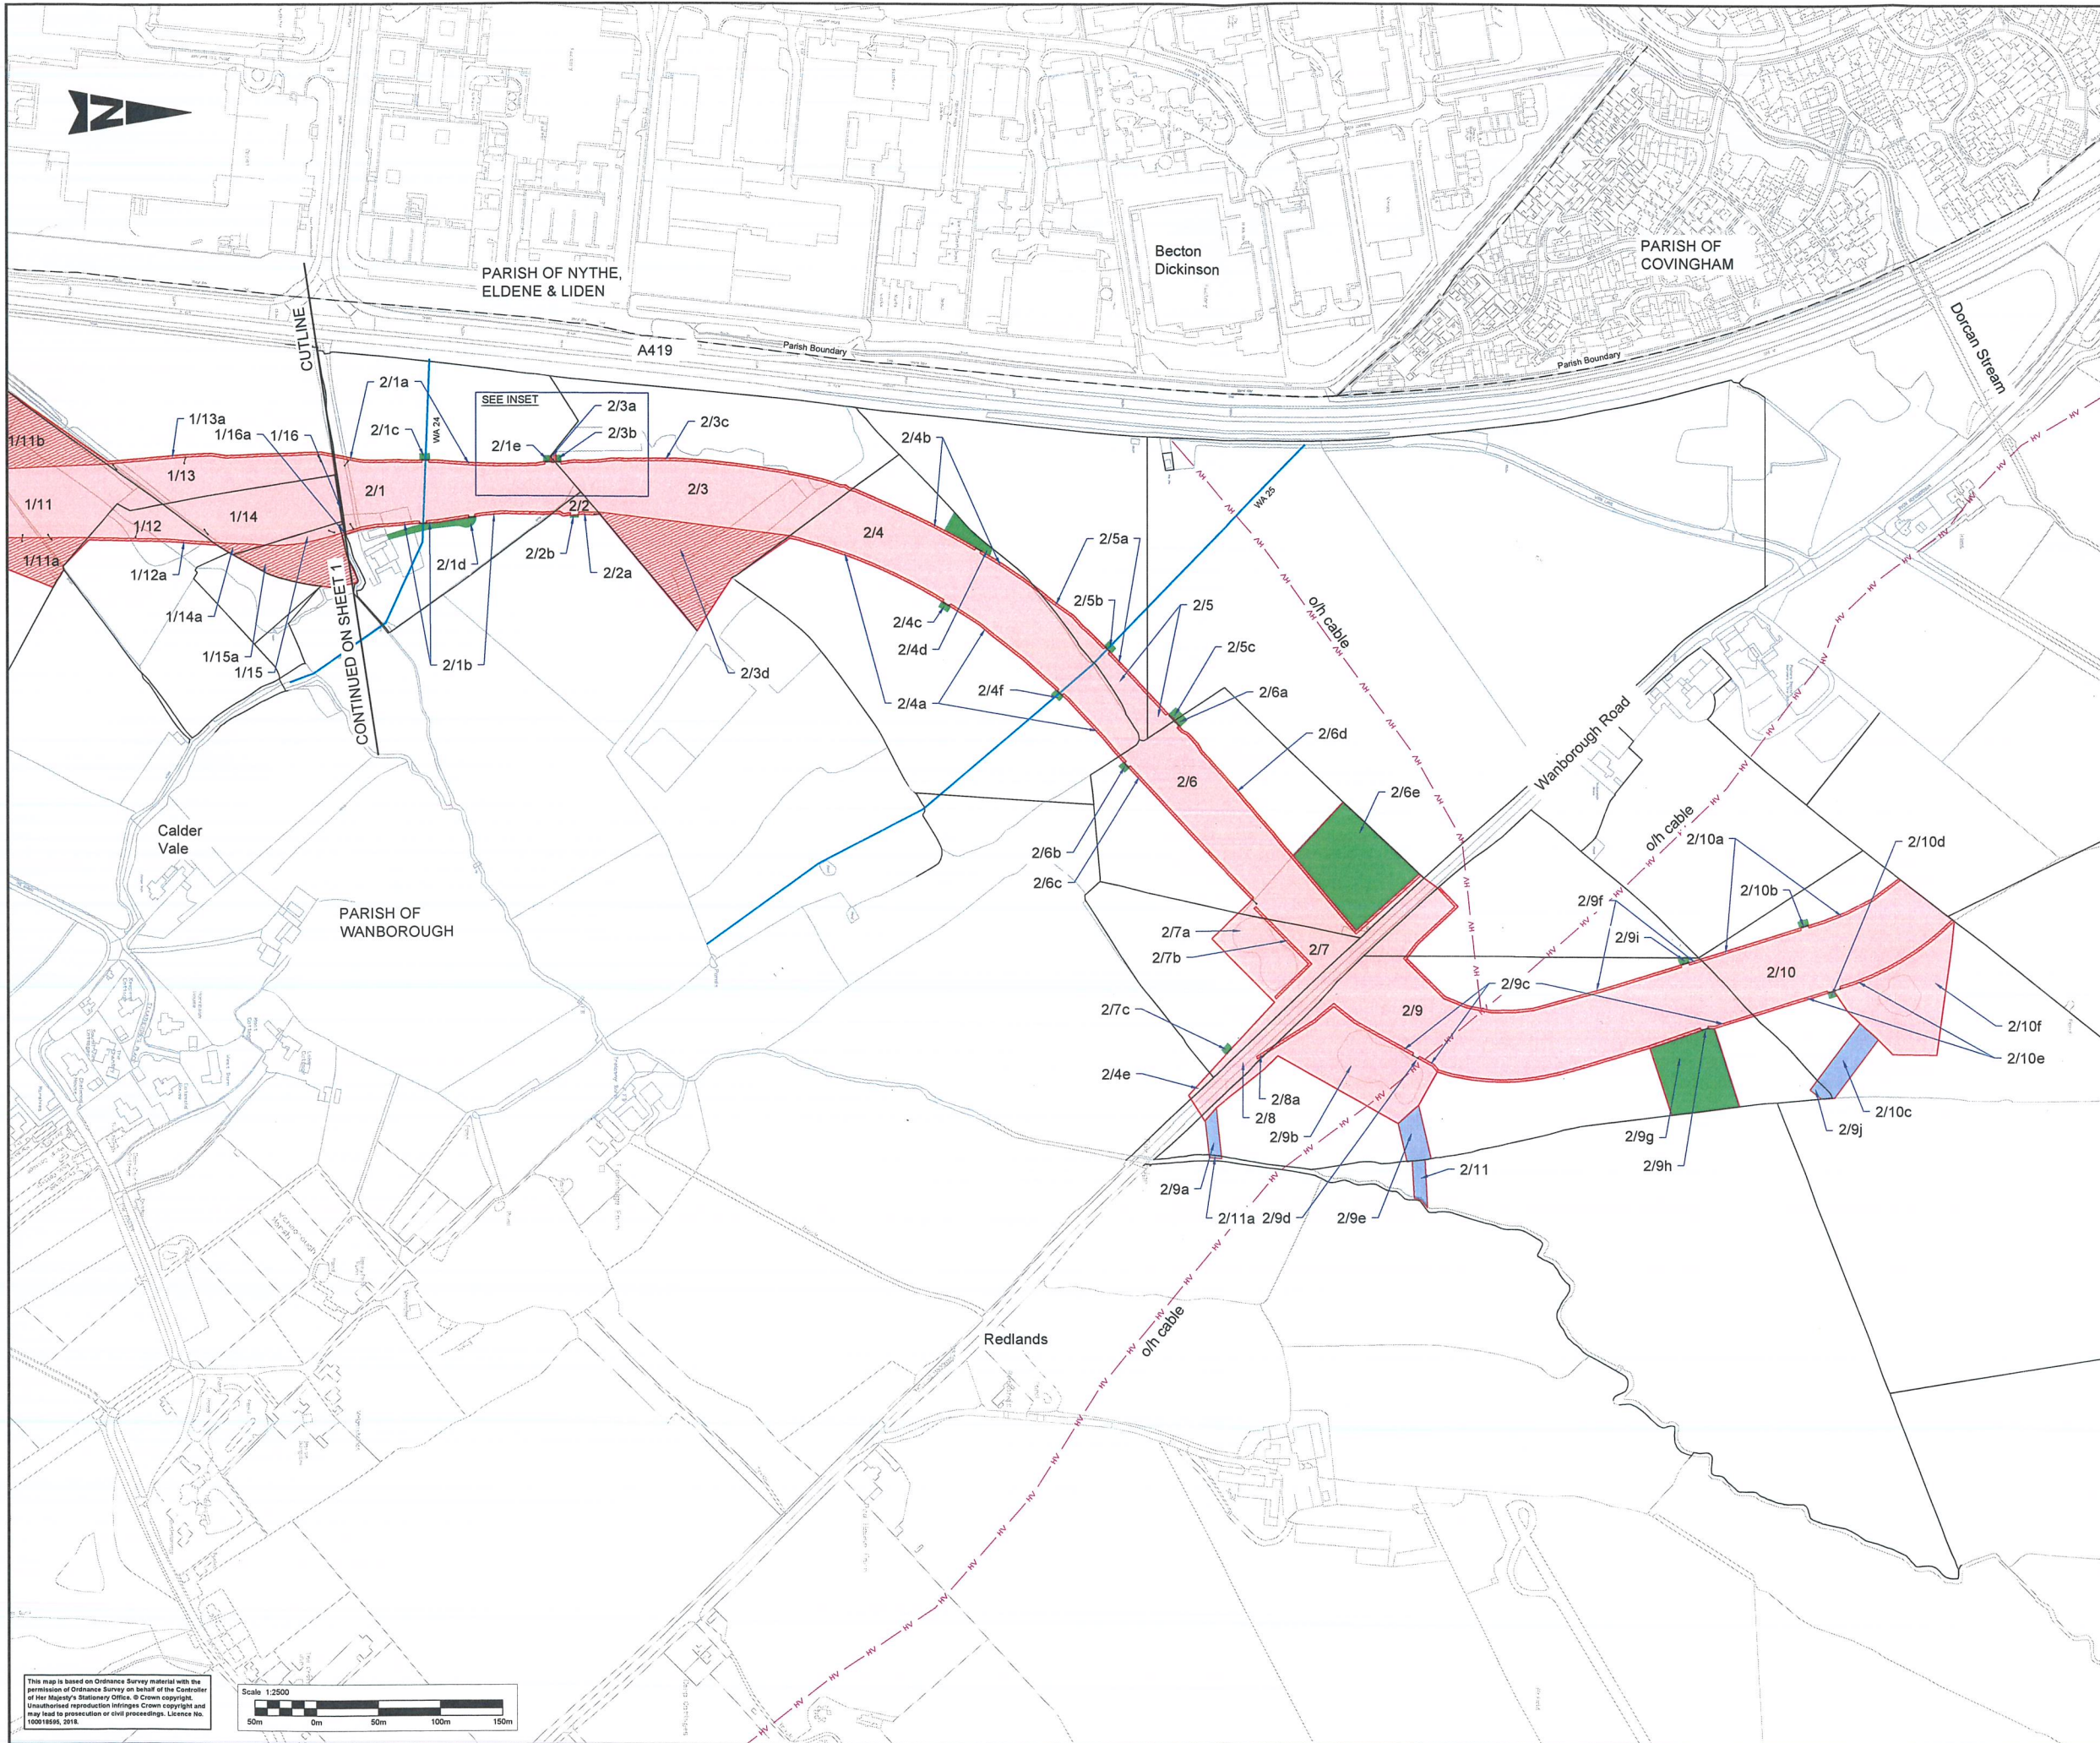 N
PARISH OF NYTHE,
ELDENE & LIDEN
Becton
Dickinson
PARISH OF
COVINGHAM
CUTLINE
A419
Parish Boundary
Parish Boundary
Dorcan Stream
SEE INSET
1/11b
1/13a
1/16a
1/16
2/1a
2/1c
WA 24
2/1e
2/3a
2/3b
2/3c
2/4b
1/13
1/11
1/12
1/14
2/1
2/2
2/3
2/4
1/11a
1/12a
1/14a
1/15a
1/15
2/1d
2/1b
2/2b
2/2a
2/3d
2/4c
2/4d
2/4a
2/4f
2/5a
2/5b
2/5
2/5c
2/6a
2/6d
WA 25
o/h cable
HV
CONTINUED ON SHEET 1
Calder
Vale
PARISH OF
WANBOROUGH
2/6
2/6e
2/6b
2/6c
Wanborough Road
o/h cable
2/10a
2/10d
2/10b
2/9f
2/9i
2/7a
2/7b
2/7
2/7c
2/9c
2/9
2/10
2/10f
2/10e
2/4e
2/8a
2/8
2/9b
2/10c
2/9j
2/9g
2/9h
2/11
2/9a
2/11a
2/9d
2/9e
Redlands
o/h cable
This map is based on Ordnance Survey material with the
permission of Ordnance Survey on behalf of the Controller
of Her Majesty's Stationery Office. © Crown copyright.
Unauthorised reproduction infringes Crown copyright and
may lead to prosecution or civil proceedings. Licence No.
100018595, 2018.
Scale 1:2500
50m 0m 50m 100m 150m